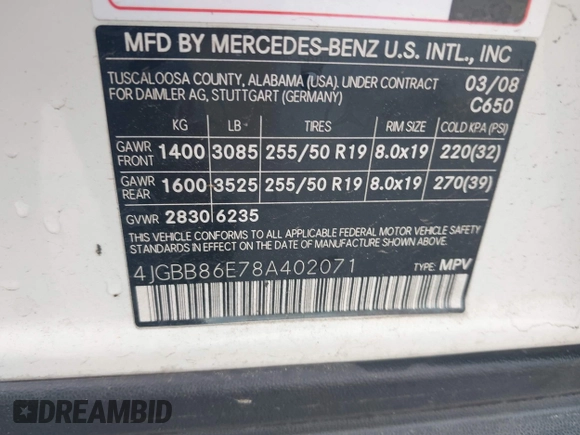 MFD BY MERCEDES-BENZ U.S. INTL., INC
TUSCALOOSA COUNTY, ALABAMA (USA). UNDER CONTRACT 03/08
FOR DAIMLER AG, STUTTGART (GERMANY) C650
KG LB TIRES RIM SIZE COLD KPA (PSI)
GAWR FRONT 1400 3085 255/50 R19 8.0x19 220(32)
GAWR REAR 1600 3525 255/50 R19 8.0x19 270(39)
GVWR 2830 6235
THIS VEHICLE CONFORMS TO ALL APPLICABLE FEDERAL MOTOR VEHICLE SAFETY
STANDARDS IN EFFECT ON THE DATE OF MANUFACTURE SHOWN ABOVE.
4JGBB86E78A402071 TYPE: MPV
DREAMBID